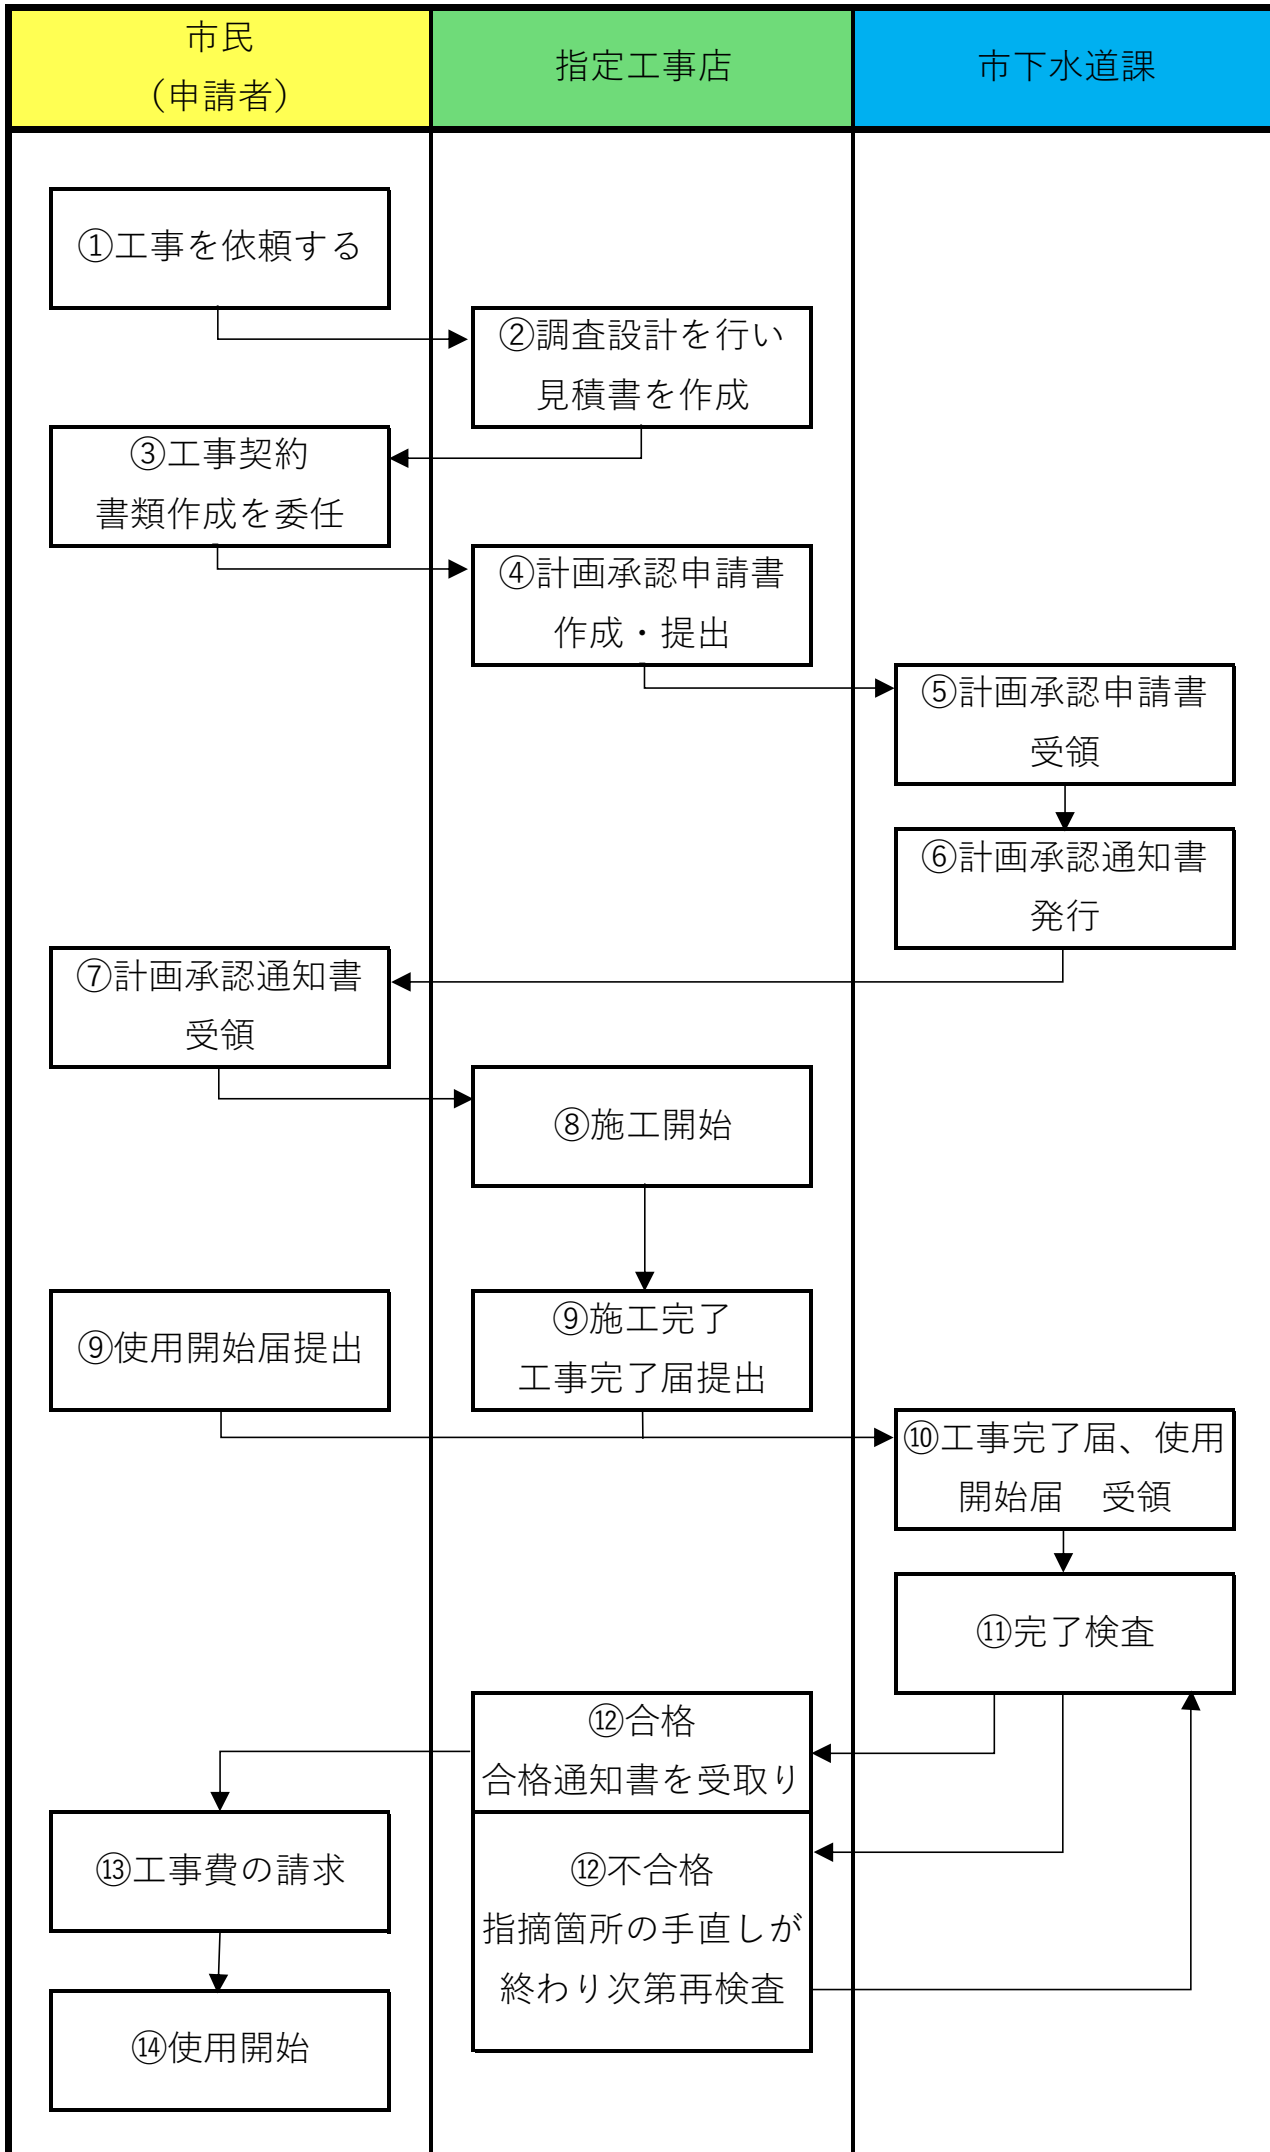 市民
（申請者）
指定工事店
市下水道課
①工事を依頼する
②調査設計を行い
見積書を作成
③工事契約
書類作成を委任
④計画承認申請書
作成・提出
⑤計画承認申請書
受領
⑥計画承認通知書
発行
⑦計画承認通知書
受領
⑧施工開始
⑨使用開始届提出
⑨施工完了
工事完了届提出
⑩工事完了届、使用
開始届　受領
⑪完了検査
⑫合格
合格通知書を受取り
⑬工事費の請求
⑫不合格
指摘箇所の手直しが
終わり次第再検査
⑭使用開始